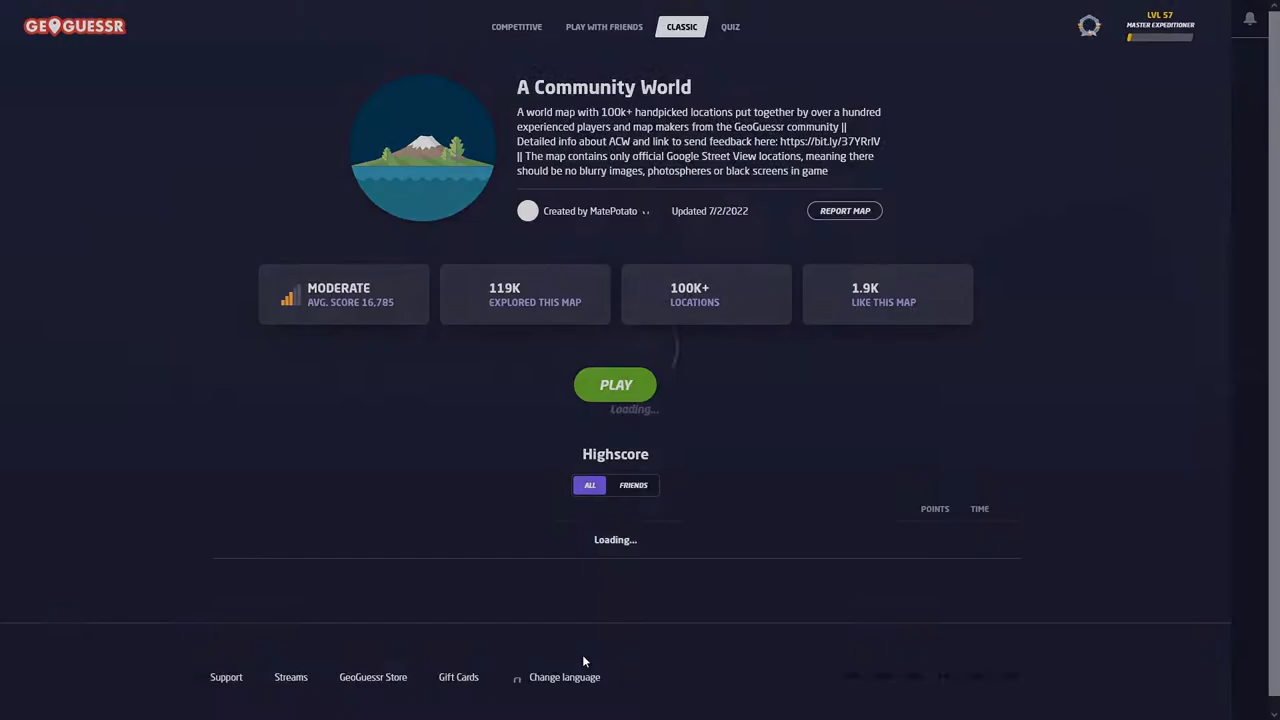 GEOGUESSR
COMPETITIVE PLAY WITH FRIENDS CLASSIC QUIZ
LVL 57
MASTER EXPEDITIONER
A Community World
A world map with 100k+ handpicked locations put together by over a hundred
experienced players and map makers from the GeoGuessr community ||
Detailed info about ACW and link to send feedback here: https://bit.ly/37YRrlV
|| The map contains only official Google Street View locations, meaning there
should be no blurry images, photospheres or black screens in game
Created by MatePotato Updated 7/2/2022 REPORT MAP
MODERATE
AVG. SCORE 16,785
119K
EXPLORED THIS MAP
100K+
LOCATIONS
1.9K
LIKE THIS MAP
PLAY
Loading...
Highscore
ALL FRIENDS
POINTS TIME
Loading...
Support Streams GeoGuessr Store Gift Cards Change language